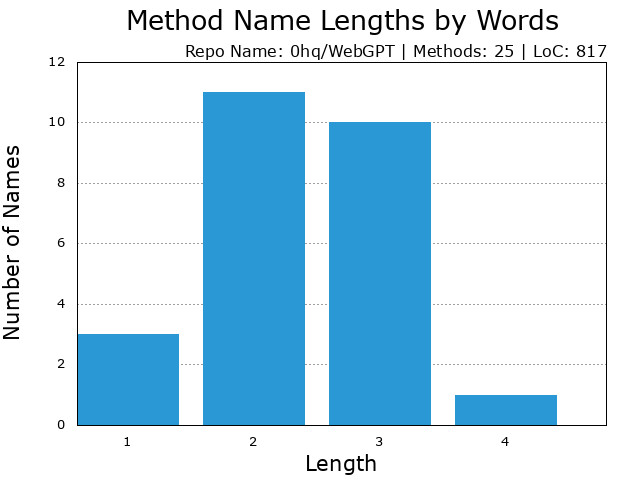 Method Name Lengths by Words
Repo Name: 0hq/WebGPT | Methods: 25 | LoC: 817
Number of Names
12
10
8
6
4
2
0
1 2 3 4
Length